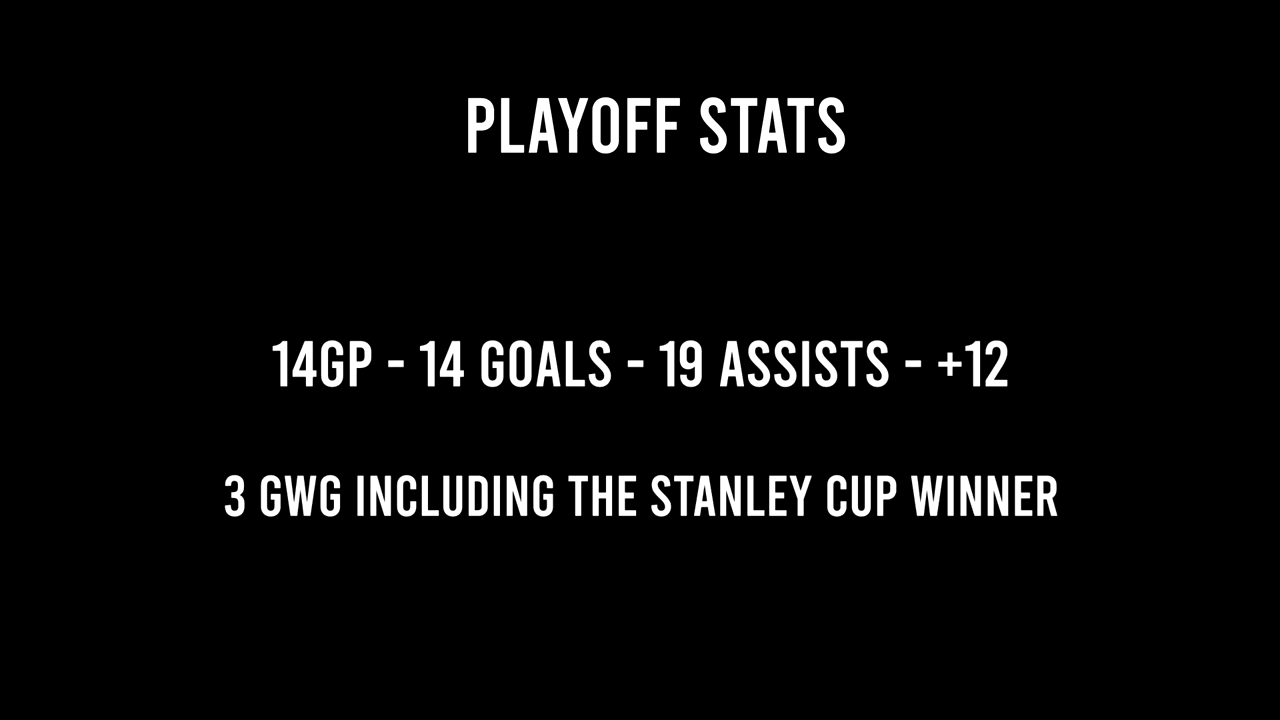 PLAYOFF STATS
14GP - 14 GOALS - 19 ASSISTS - +12
3 GWG INCLUDING THE STANLEY CUP WINNER